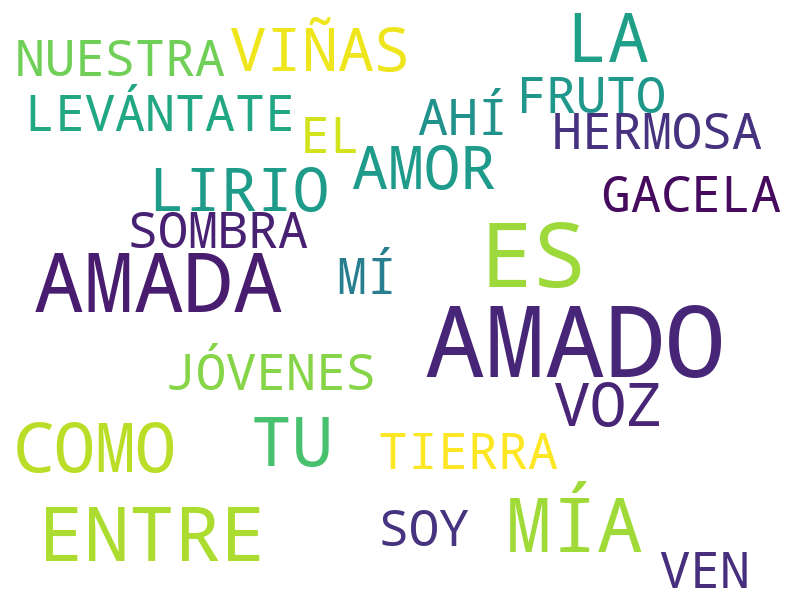 LA
NUESTRA VIÑAS
FRUTO
LEVÁNTATE EL AHÍ HERMOSA
AMOR
LIRIO GACELA
SOMBRA
AMADA MÍ ES
AMADO
JÓVENES VOZ
COMO TU TIERRA
ENTRE SOY MÍA
VEN